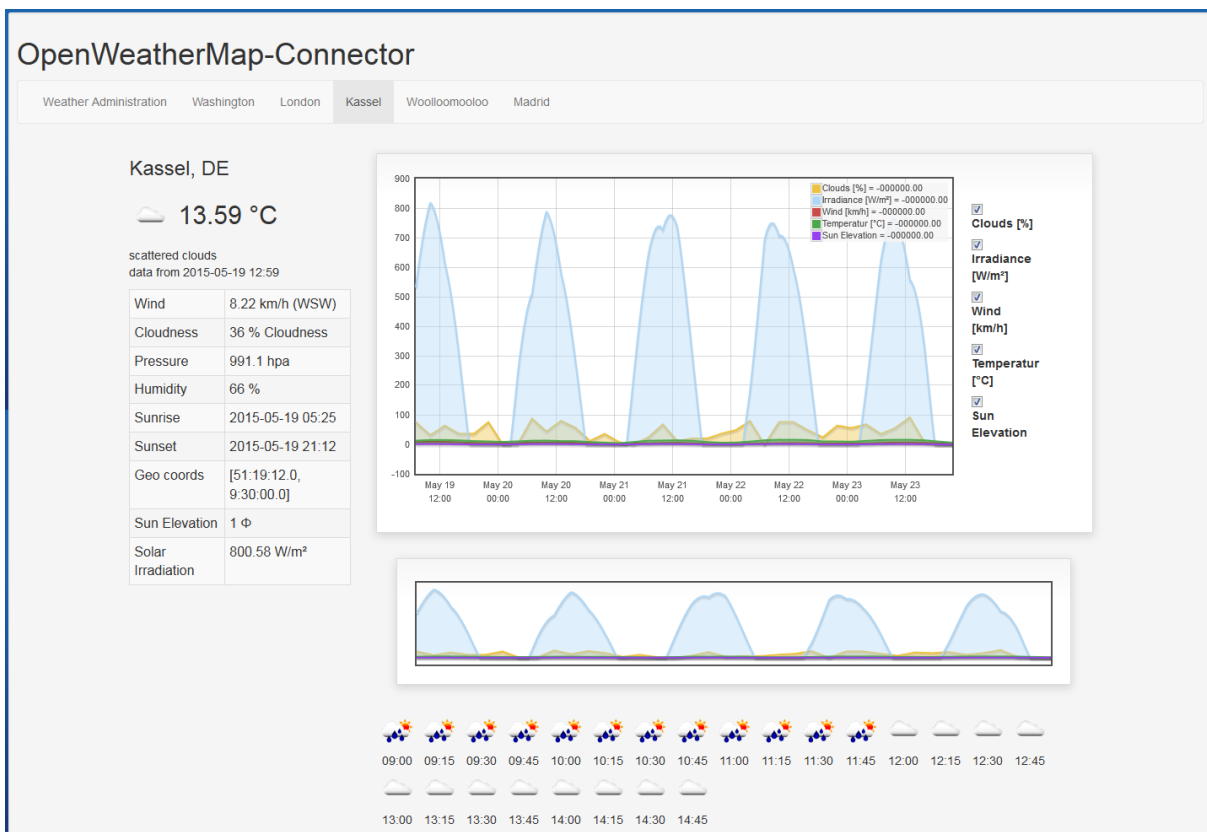 OpenWeatherMap-Connector
Weather Administration Washington London Kassel Woolloomooloo Madrid
Kassel, DE
13.59 °C
scattered clouds
data from 2015-05-19 12:59
Wind 8.22 km/h (WSW)
Cloudness 36 % Cloudness
Pressure 991.1 hpa
Humidity 66 %
Sunrise 2015-05-19 05:25
Sunset 2015-05-19 21:12
Geo coords [51:19:12.0,
9:30:00.0]
Sun Elevation 1 Φ
Solar 800.58 W/m²
Irradiation
900
800
700
600
500
400
300
200
100
0
-100
Clouds [%] = -000000.00
Irradiance [W/m²] = -000000.00
Wind [km/h] = -000000.00
Temperatur [°C] = -000000.00
Sun Elevation = -000000.00
May 19 May 20 May 20 May 21 May 21 May 22 May 22 May 23 May 23
12:00 00:00 12:00 00:00 12:00 00:00 12:00 00:00 12:00
Clouds [%]
Irradiance
[W/m²]
Wind
[km/h]
Temperatur
[°C]
Sun
Elevation
09:00 09:15 09:30 09:45 10:00 10:15 10:30 10:45 11:00 11:15 11:30 11:45 12:00 12:15 12:30 12:45
13:00 13:15 13:30 13:45 14:00 14:15 14:30 14:45